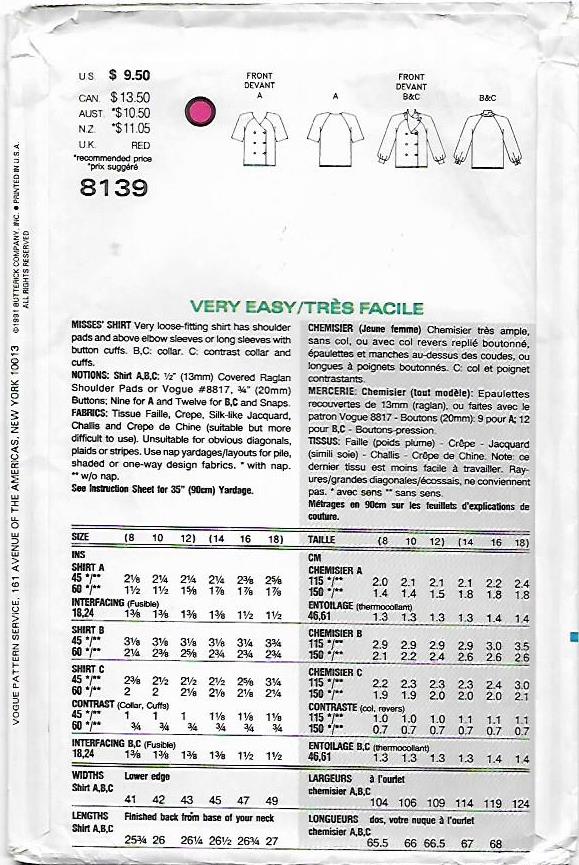 U.S. $ 9.50
CAN. $ 13.50
AUST. *$ 10.50
N.Z. *$ 11.05
U.K. RED
*recommended price
*prix suggéré
8139
FRONT
DEVANT
A
A
FRONT
DEVANT
B&C
B&C
VOGUE PATTERN SERVICE, 161 AVENUE OF THE AMERICAS, NEW YORK 10013 ©1991 BUTTERICK COMPANY, INC. ● PRINTED IN U.S.A.
ALL RIGHTS RESERVED
VERY EASY/TRÈS FACILE
MISSES' SHIRT Very loose-fitting shirt has shoulder
pads and above elbow sleeves or long sleeves with
button cuffs. B,C: collar. C: contrast collar and
cuffs.
NOTIONS: Shirt A,B,C: ½" (13mm) Covered Raglan
Shoulder Pads or Vogue #8817, ¾" (20mm)
Buttons; Nine for A and Twelve for B,C and Snaps.
FABRICS: Tissue Faille, Crepe, Silk-like Jacquard,
Challis and Crepe de Chine (suitable but more
difficult to use). Unsuitable for obvious diagonals,
plaids or stripes. Use nap yardages/layouts for pile,
shaded or one-way design fabrics. * with nap.
** w/o nap.
See Instruction Sheet for 35" (90cm) Yardage.
CHEMISIER (Jeune femme) Chemisier très ample,
sans col, ou avec col revers replié boutonné,
épaulettes et manches au-dessus des coudes, ou
longues à poignets boutonnés. C: col et poignet
contrastants.
MERCERIE: Chemisier (tout modèle): Epaulettes
recouvertes de 13mm (raglan), ou faites avec le
patron Vogue 8817 - Boutons (20mm): 9 pour A; 12
pour B,C - Boutons-pression.
TISSUS: Faille (poids plume) - Crêpe - Jacquard
(simili soie) - Challis - Crêpe de Chine. Note: ce
dernier tissu est moins facile à travailler. Ray-
ures/grandes diagonales/écossais, ne conviennent
pas. * avec sens ** sans sens.
Métrages en 90cm sur les feuillets d'explications de
couture.
SIZE (8 10 12) (14 16 18)
INS
SHIRT A
45 */** 2⅛ 2¼ 2¼ 2¼ 2⅜ 2⅝
60 */** 1½ 1½ 1⅝ 1⅞ 1⅞ 1⅞
INTERFACING (Fusible)
18,24 1⅜ 1⅜ 1⅜ 1⅜ 1½ 1½
SHIRT B
45 */** 3⅛ 3⅛ 3⅛ 3⅛ 3¼ 3¾
60 */** 2¼ 2⅜ 2⅝ 2¾ 2¾ 2¾
SHIRT C
45 */** 2⅜ 2½ 2½ 2½ 2⅝ 3¼
60 */** 2 2 2⅛ 2⅛ 2⅛ 2¼
CONTRAST (Collar, Cuffs)
45 */** 1 1 1 1⅛ 1⅛ 1⅛
60 */** ¾ ¾ ¾ ¾ ¾ ¾
INTERFACING B,C (Fusible)
18,24 1⅜ 1⅜ 1⅜ 1⅜ 1½ 1½
WIDTHS Lower edge
Shirt A,B,C
41 42 43 45 47 49
LENGTHS Finished back from base of your neck
Shirt A,B,C
25¾ 26 26¼ 26½ 26¾ 27
TAILLE (8 10 12) (14 16 18)
CM
CHEMISIER A
115 */** 2.0 2.1 2.1 2.1 2.2 2.4
150 */** 1.4 1.4 1.5 1.8 1.8 1.8
ENTOILAGE (thermocollant)
46,61 1.3 1.3 1.3 1.3 1.4 1.4
CHEMISIER B
115 */** 2.9 2.9 2.9 2.9 3.0 3.5
150 */** 2.1 2.2 2.4 2.6 2.6 2.6
CHEMISIER C
115 */** 2.2 2.3 2.3 2.3 2.4 3.0
150 */** 1.9 1.9 2.0 2.0 2.0 2.1
CONTRASTE (col, revers)
115 */** 1.0 1.0 1.0 1.1 1.1 1.1
150 */** 0.7 0.7 0.7 0.7 0.7 0.7
ENTOILAGE B,C (thermocollant)
46,61 1.3 1.3 1.3 1.3 1.4 1.4
LARGEURS à l'ourlet
chemisier A,B,C
104 106 109 114 119 124
LONGUEURS dos, votre nuque à l'ourlet
chemisier A,B,C
65.5 66 66.5 67 68